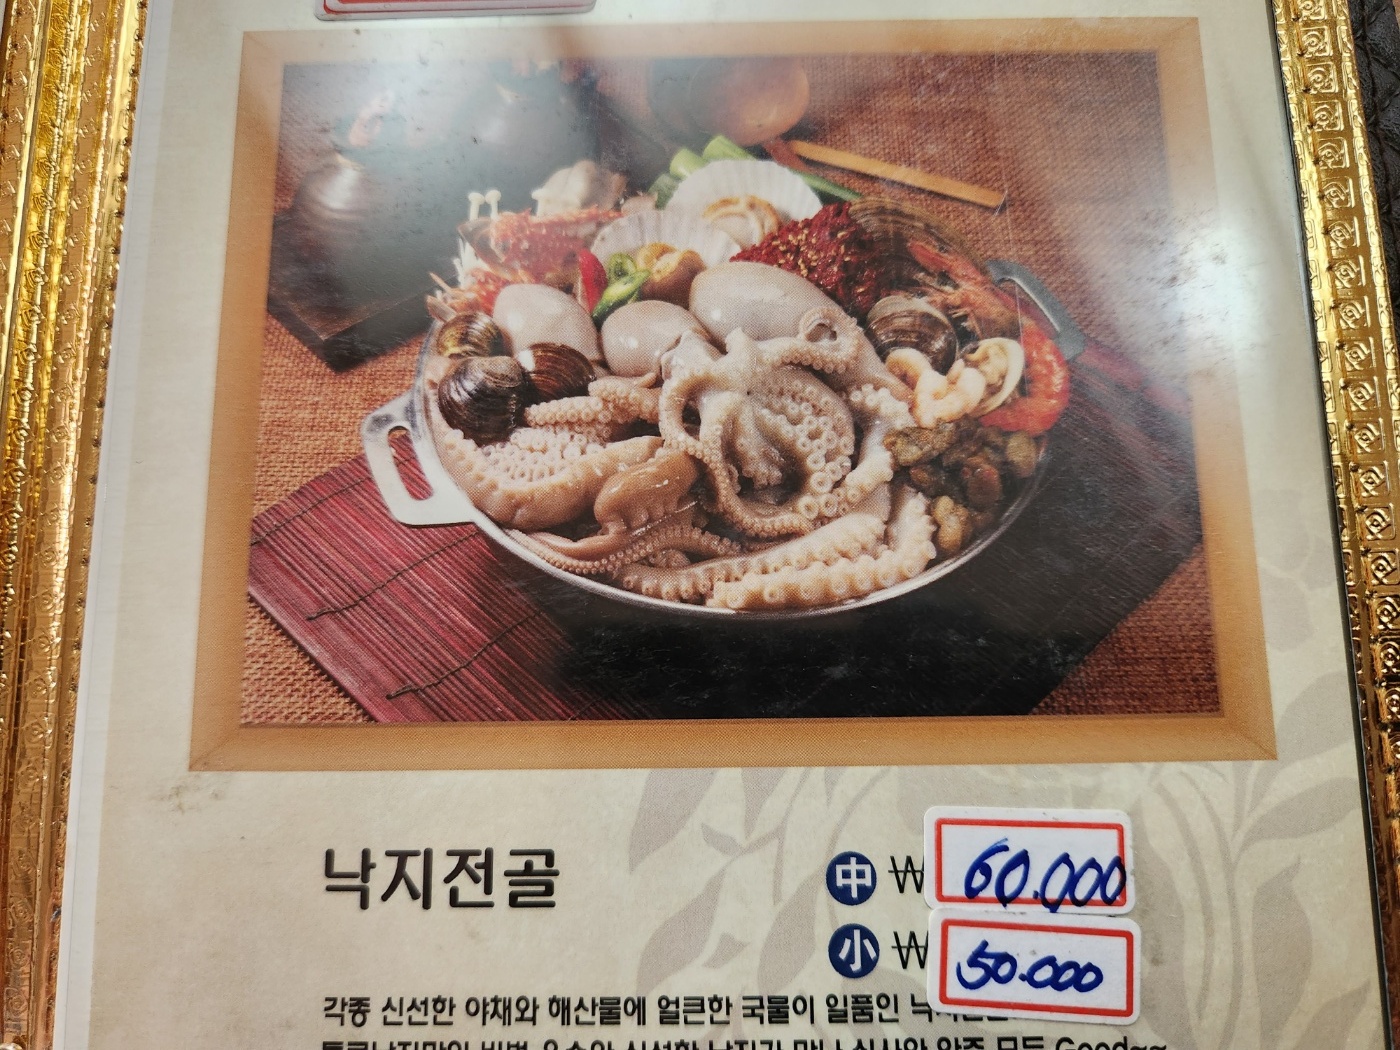 낙지전골
中 ₩ 60.000
小 ₩ 50.000
각종 신선한 야채와 해산물에 얼큰한 국물이 일품인
Good~~